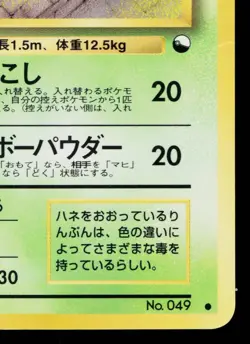 長1.5m、体重12.5kg
こし
入れ替える。入れ替わるポケモ
、自分の控えポケモンから1匹
る。(控えがいない側は、入れ
20
ボーパウダー
「おもて」なら、相手を「マヒ」
なら「どく」状態にする。
20
ハネをおおっているり
んぷんは、色の違いに
よってさまざまな毒を
持っているらしい。
30
No. 049 ●